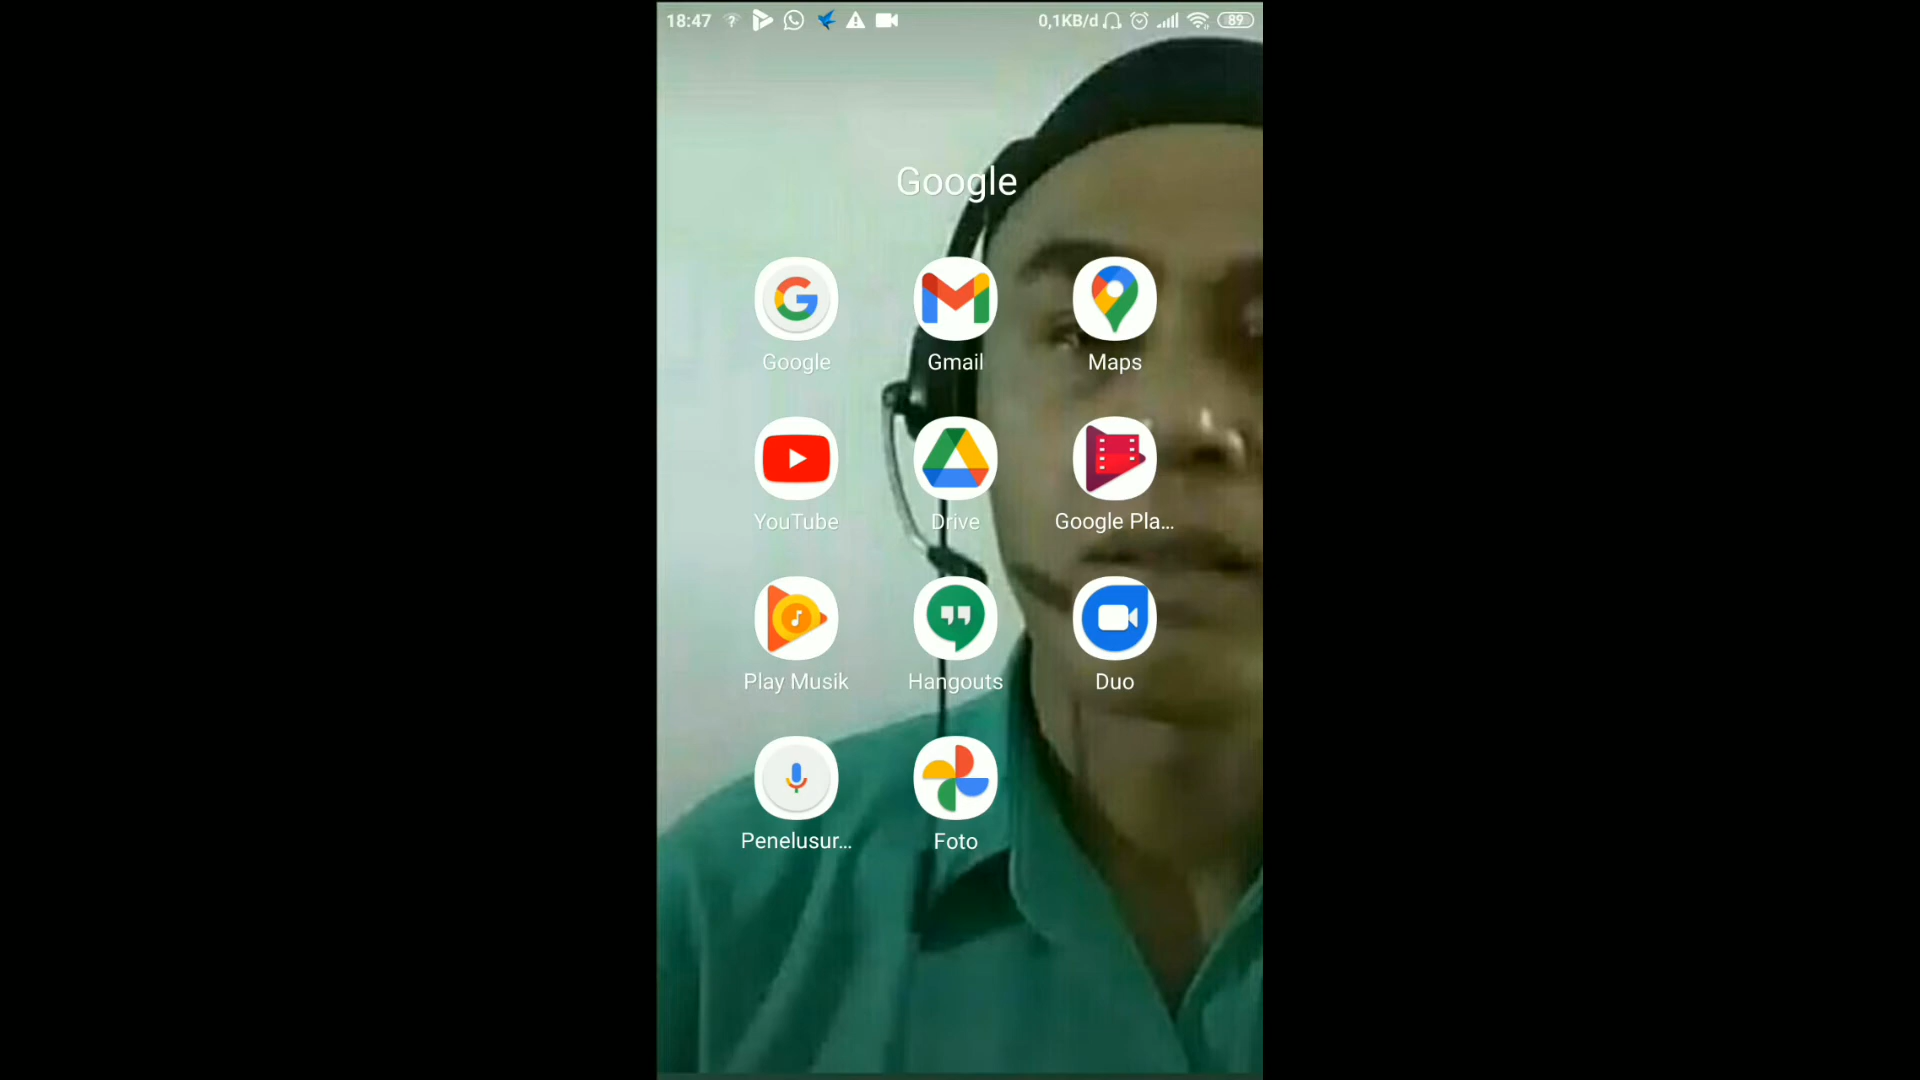 18:47 0,1KB/d 89
Google
Google Gmail Maps
YouTube Drive Google Pla...
Play Musik Hangouts Duo
Penelusur... Foto